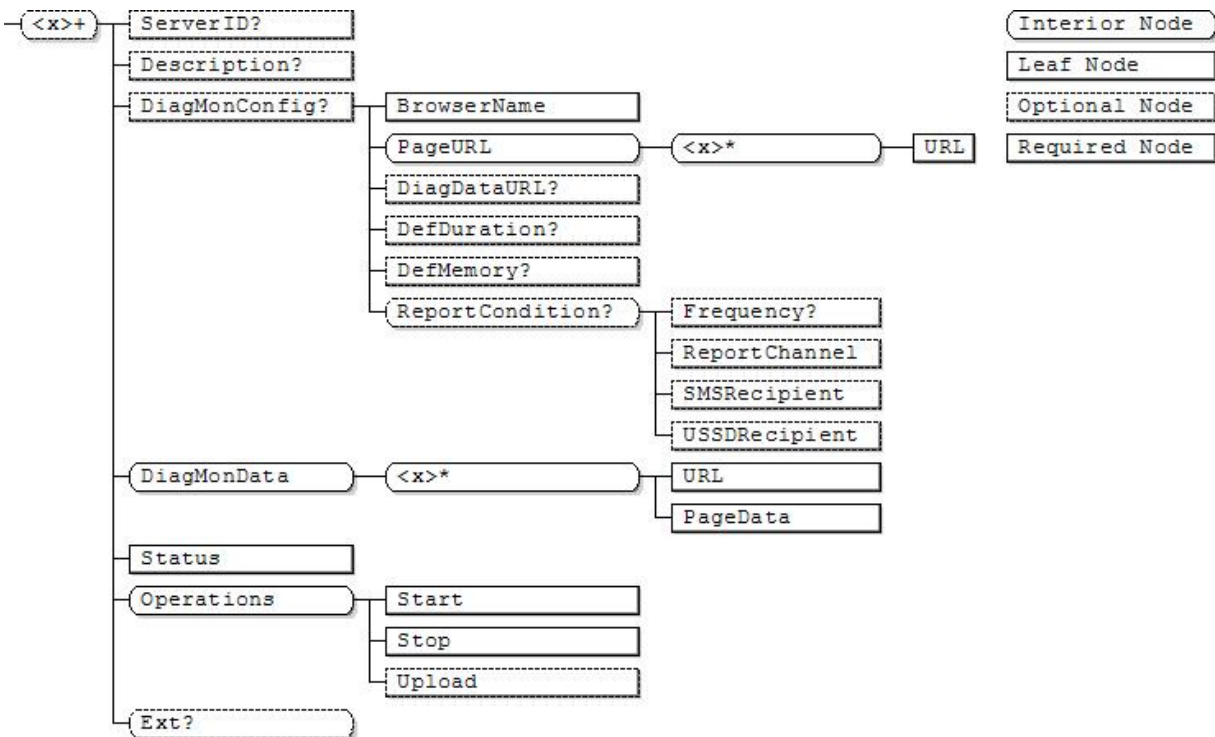 <x>+
ServerID?
Interior Node
Description?
Leaf Node
DiagMonConfig?
BrowserName
Optional Node
PageURL
<x>*
URL
Required Node
DiagDataURL?
DefDuration?
DefMemory?
ReportCondition?
Frequency?
ReportChannel
SMSRecipient
USSDRecipient
DiagMonData
<x>*
URL
PageData
Status
Operations
Start
Stop
Upload
Ext?